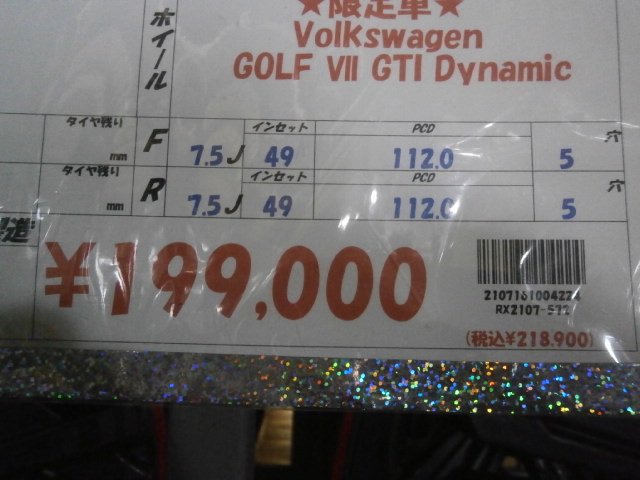 ★限定車★
Volkswagen
GOLF Ⅶ GTI Dynamic
ホイール
タイヤ残り mm F 7.5J インセット 49 PCD 112.0 5 穴
タイヤ残り mm R 7.5J インセット 49 PCD 112.0 5 穴
¥199,000
2107161004224
RX2107-572
(税込¥218.900)